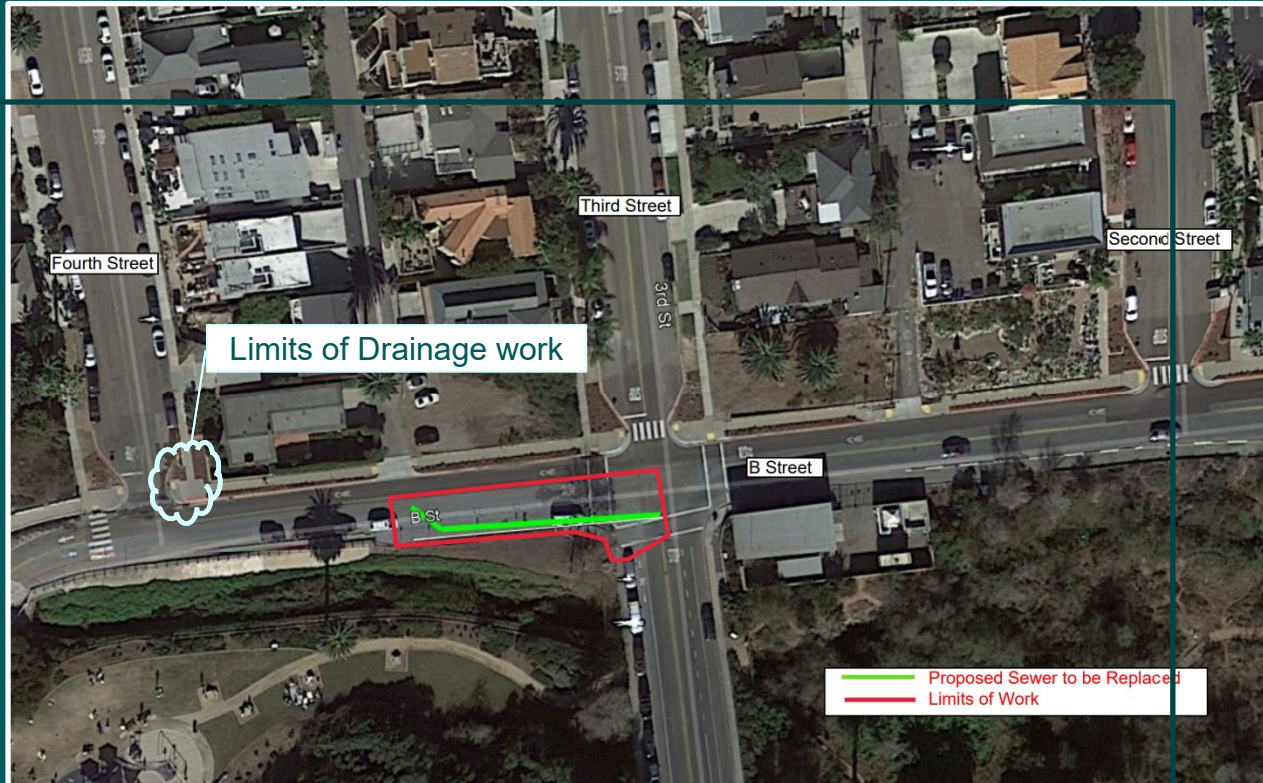 Third Street
Second Street
Fourth Street
3rd St
Limits of Drainage work
B Street
B St
Proposed Sewer to be Replaced
Limits of Work